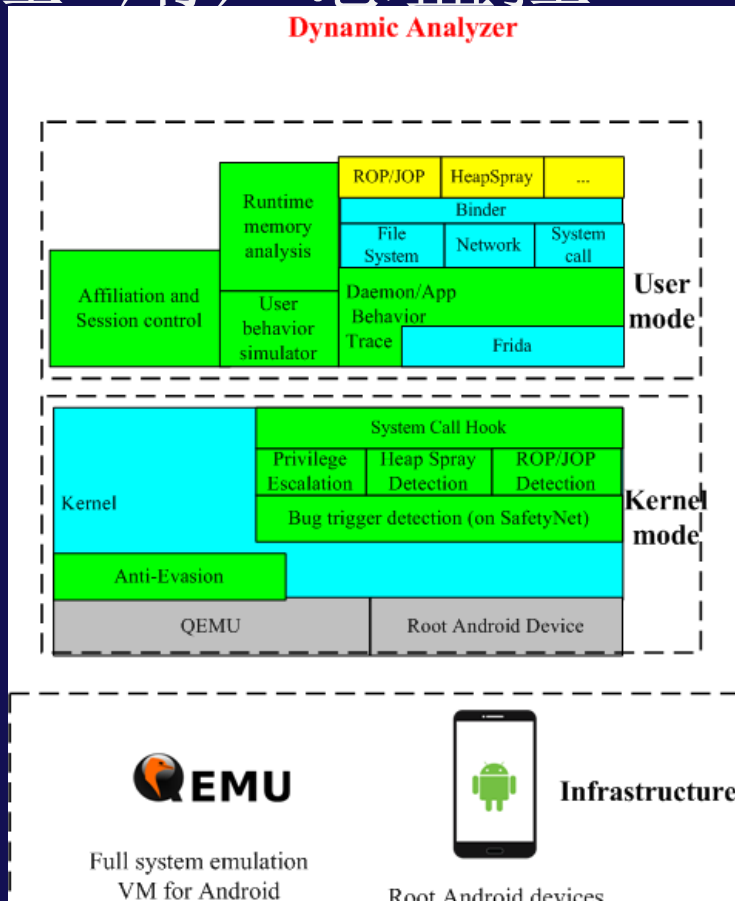 Dynamic Analyzer
ROP/JOP
HeapSpray
...
Runtime
memory
analysis
Binder
File
System
Network
System
call
Affiliation and
Session control
User
behavior
simulator
Daemon/App
Behavior
Trace
Frida
User
mode
System Call Hook
Privilege
Escalation
Heap Spray
Detection
ROP/JOP
Detection
Kernel
Bug trigger detection (on SafetyNet)
Kernel
mode
Anti-Evasion
QEMU
Root Android Device
QEMU
Infrastructure
Full system emulation
VM for Android
Root Android devices